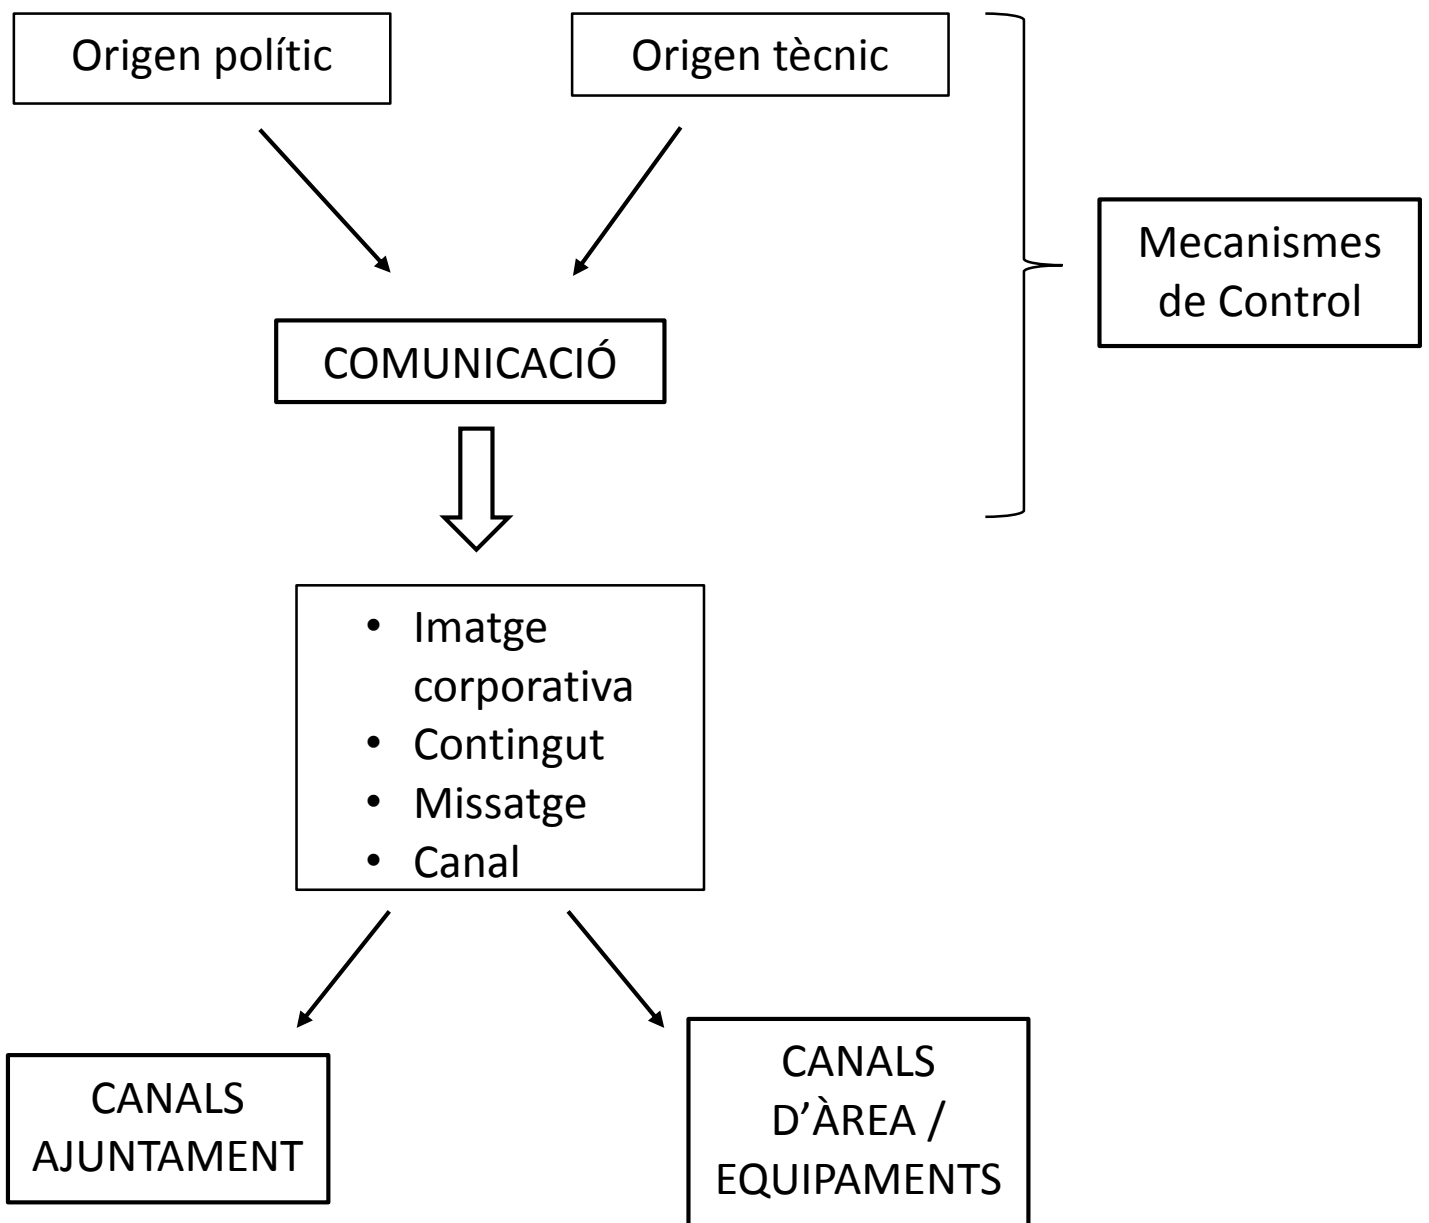 Origen polític
Origen tècnic
Mecanismes
de Control
COMUNICACIÓ
• Imatge
corporativa
• Contingut
• Missatge
• Canal
CANALS
AJUNTAMENT
CANALS
D’ÀREA /
EQUIPAMENTS